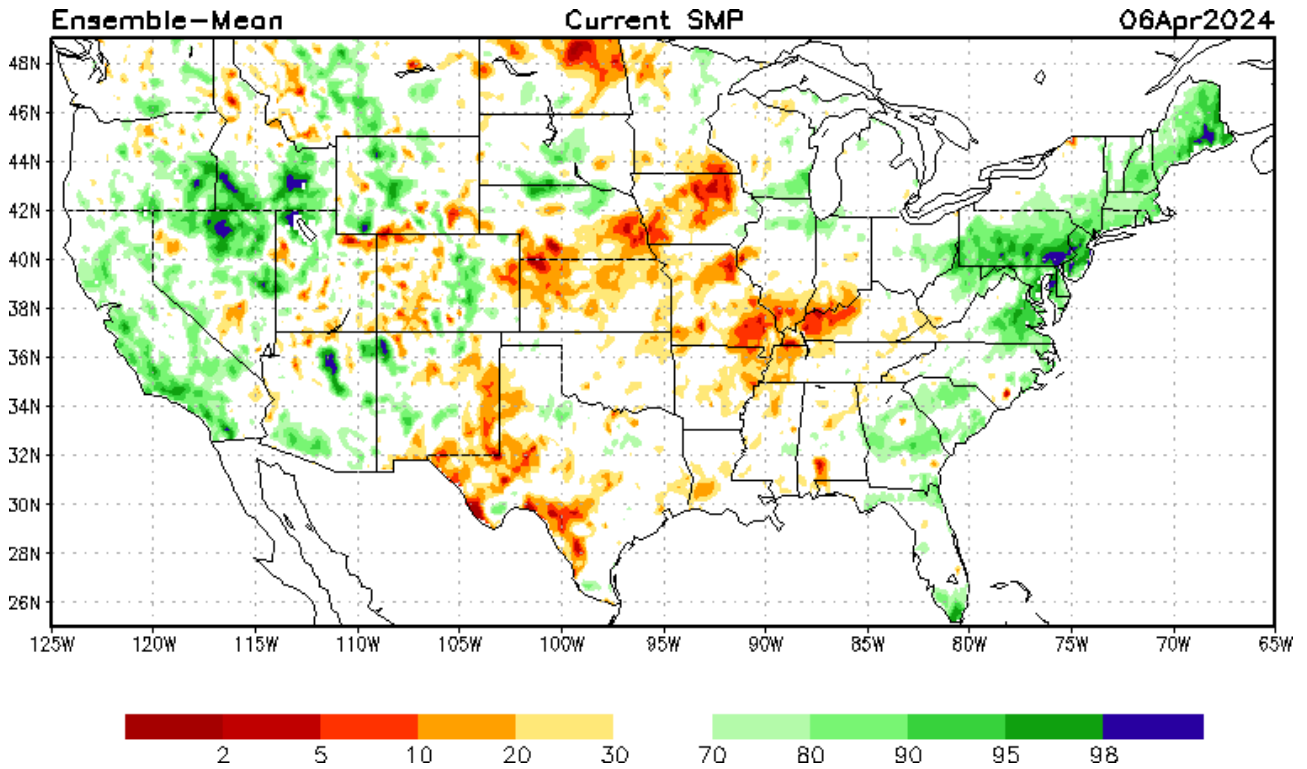 Ensemble-Mean Current SMP 06Apr2024
48N
46N
44N
42N
40N
38N
36N
34N
32N
30N
28N
26N
125W 120W 115W 110W 105W 100W 95W 90W 85W 80W 75W 70W 65W
2 5 10 20 30 70 80 90 95 98